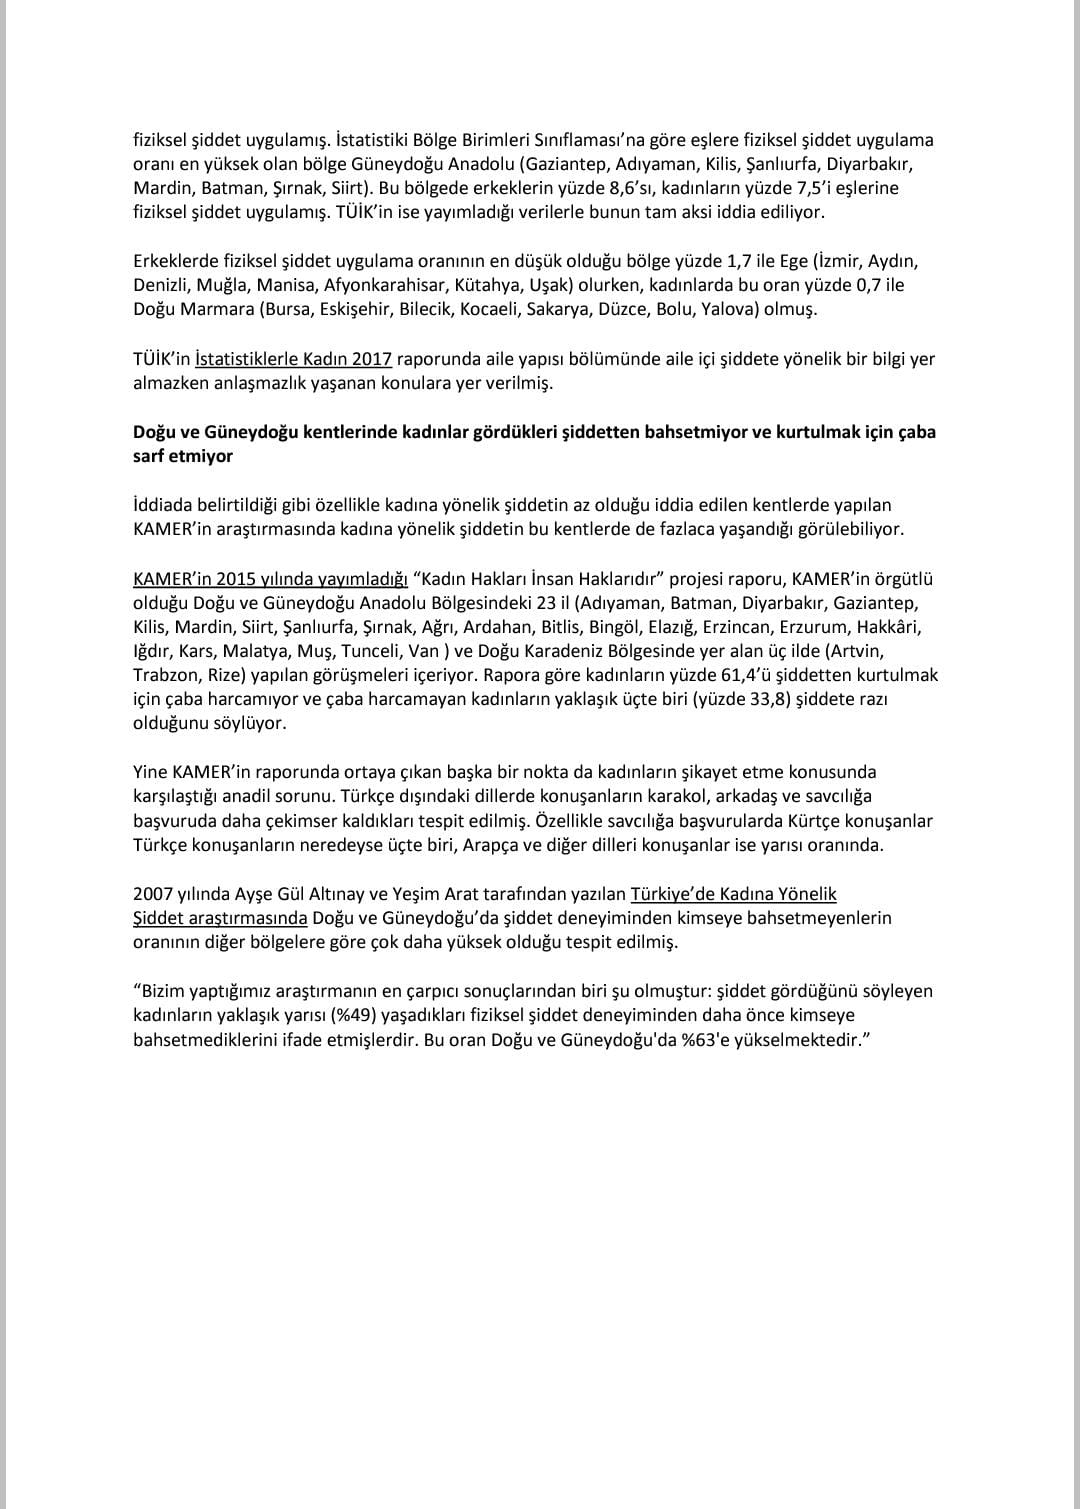 fiziksel şiddet uygulamış. İstatistiki Bölge Birimleri Sınıflaması’na göre eşlere fiziksel şiddet uygulama
oranı en yüksek olan bölge Güneydoğu Anadolu (Gaziantep, Adıyaman, Kilis, Şanlıurfa, Diyarbakır,
Mardin, Batman, Şırnak, Siirt). Bu bölgede erkeklerin yüzde 8,6’sı, kadınların yüzde 7,5’i eşlerine
fiziksel şiddet uygulamış. TÜİK’in ise yayımladığı verilerle bunun tam aksi iddia ediliyor.
Erkeklerde fiziksel şiddet uygulama oranının en düşük olduğu bölge yüzde 1,7 ile Ege (İzmir, Aydın,
Denizli, Muğla, Manisa, Afyonkarahisar, Kütahya, Uşak) olurken, kadınlarda bu oran yüzde 0,7 ile
Doğu Marmara (Bursa, Eskişehir, Bilecik, Kocaeli, Sakarya, Düzce, Bolu, Yalova) olmuş.
TÜİK’in İstatistiklerle Kadın 2017 raporunda aile yapısı bölümünde aile içi şiddete yönelik bir bilgi yer
almazken anlaşmazlık yaşanan konulara yer verilmiş.
Doğu ve Güneydoğu kentlerinde kadınlar gördükleri şiddetten bahsetmiyor ve kurtulmak için çaba
sarf etmiyor
İddiada belirtildiği gibi özellikle kadına yönelik şiddetin az olduğu iddia edilen kentlerde yapılan
KAMER’in araştırmasında kadına yönelik şiddetin bu kentlerde de fazlaca yaşandığı görülebiliyor.
KAMER’in 2015 yılında yayımladığı “Kadın Hakları İnsan Haklarıdır” projesi raporu, KAMER’in örgütlü
olduğu Doğu ve Güneydoğu Anadolu Bölgesindeki 23 il (Adıyaman, Batman, Diyarbakır, Gaziantep,
Kilis, Mardin, Siirt, Şanlıurfa, Şırnak, Ağrı, Ardahan, Bitlis, Bingöl, Elazığ, Erzincan, Erzurum, Hakkâri,
Iğdır, Kars, Malatya, Muş, Tunceli, Van ) ve Doğu Karadeniz Bölgesinde yer alan üç ilde (Artvin,
Trabzon, Rize) yapılan görüşmeleri içeriyor. Rapora göre kadınların yüzde 61,4’ü şiddetten kurtulmak
için çaba harcamıyor ve çaba harcamayan kadınların yaklaşık üçte biri (yüzde 33,8) şiddete razı
olduğunu söylüyor.
Yine KAMER’in raporunda ortaya çıkan başka bir nokta da kadınların şikayet etme konusunda
karşılaştığı anadil sorunu. Türkçe dışındaki dillerde konuşanların karakol, arkadaş ve savcılığa
başvuruda daha çekimser kaldıkları tespit edilmiş. Özellikle savcılığa başvurularda Kürtçe konuşanlar
Türkçe konuşanların neredeyse üçte biri, Arapça ve diğer dilleri konuşanlar ise yarısı oranında.
2007 yılında Ayşe Gül Altınay ve Yeşim Arat tarafından yazılan Türkiye’de Kadına Yönelik
Şiddet araştırmasında Doğu ve Güneydoğu’da şiddet deneyiminden kimseye bahsetmeyenlerin
oranının diğer bölgelere göre çok daha yüksek olduğu tespit edilmiş.
“Bizim yaptığımız araştırmanın en çarpıcı sonuçlarından biri şu olmuştur: şiddet gördüğünü söyleyen
kadınların yaklaşık yarısı (%49) yaşadıkları fiziksel şiddet deneyiminden daha önce kimseye
bahsetmediklerini ifade etmişlerdir. Bu oran Doğu ve Güneydoğu'da %63'e yükselmektedir.”